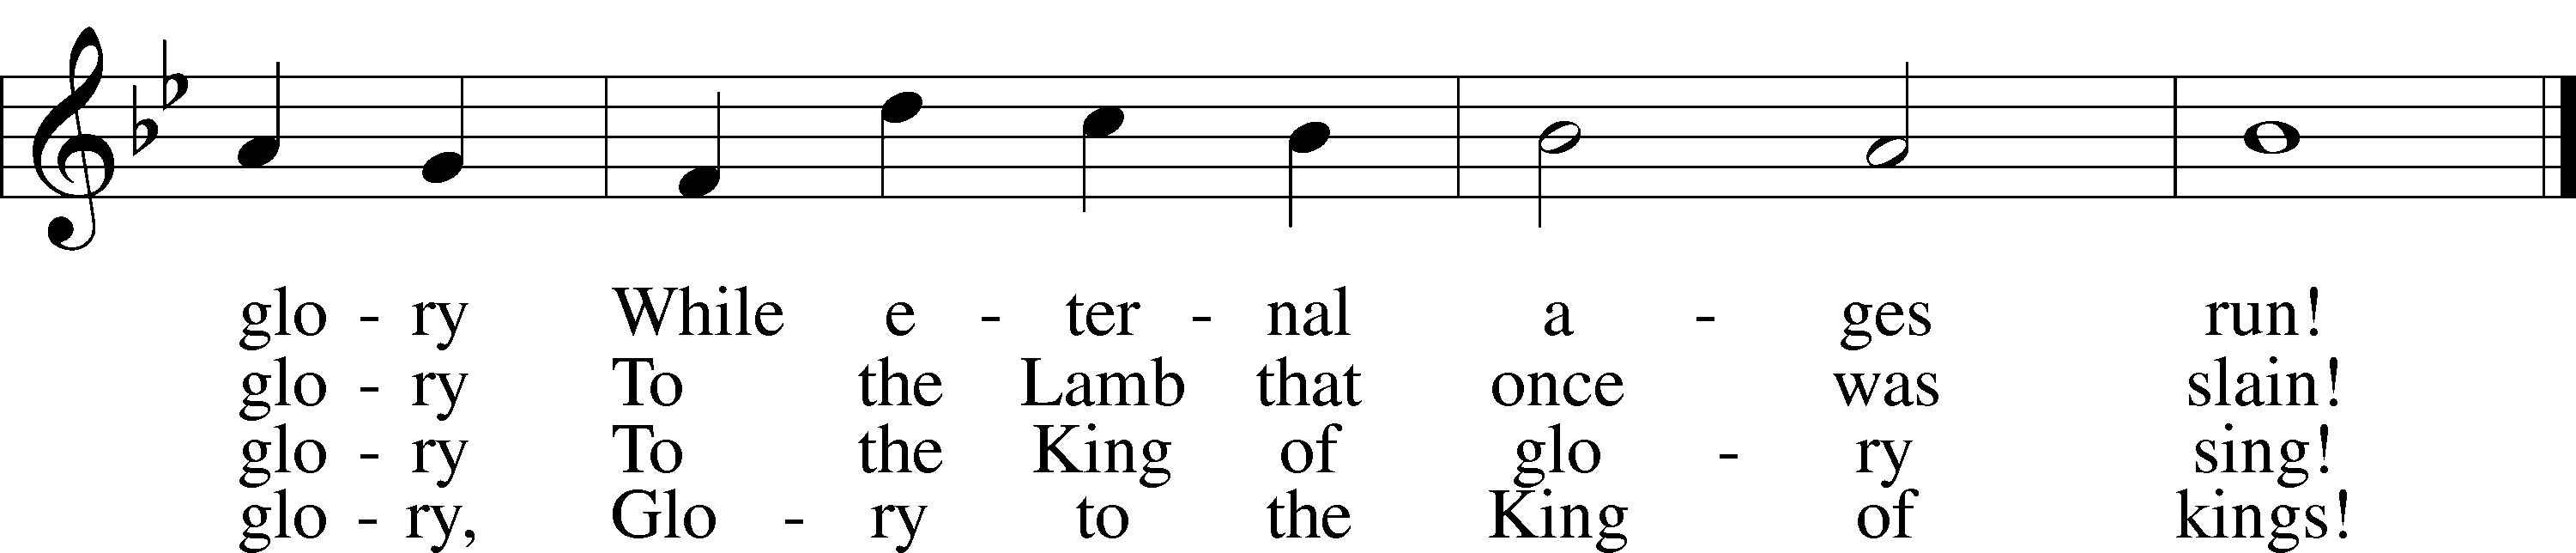 glo - ry While e - ter - nal a - ges run!
glo - ry To the Lamb that once was slain!
glo - ry To the King of glo - ry sing!
glo - ry, Glo - ry to the King of kings!